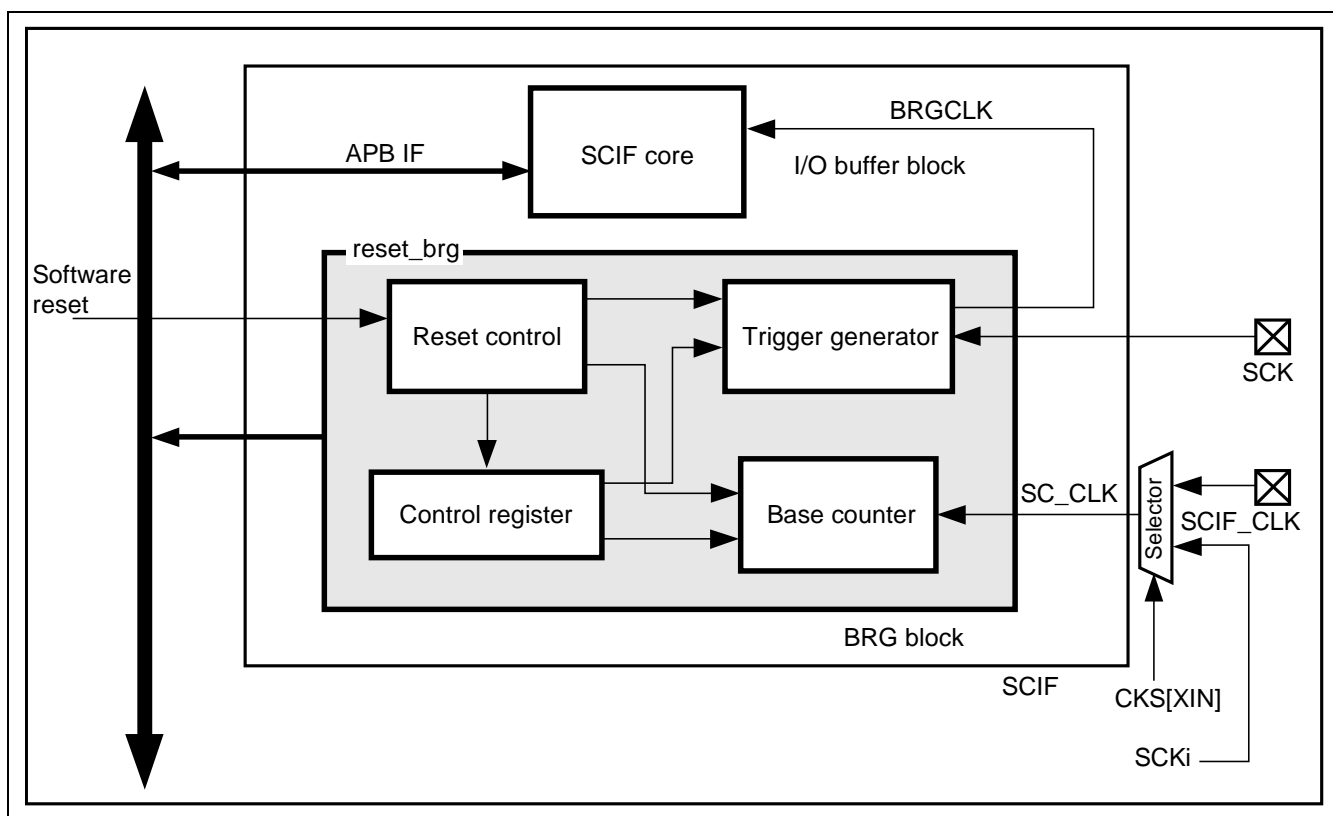 BRGCLK
APB IF
SCIF core
I/O buffer block
reset_brg
Software
reset
Reset control
Trigger generator
SCK
Control register
Base counter
SC_CLK
Selector
SCIF_CLK
BRG block
SCIF
CKS[XIN]
SCKi